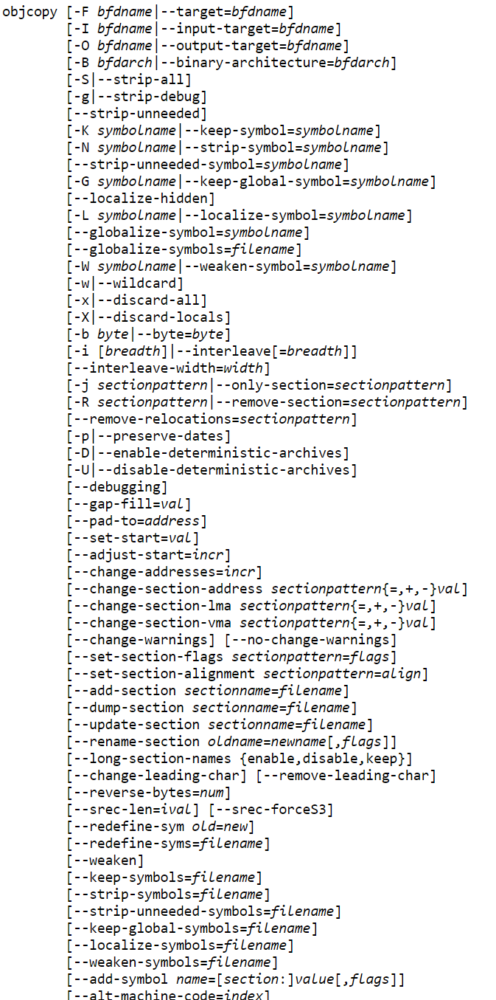 objcopy [-F bfdname|--target=bfdname]
[-I bfdname|--input-target=bfdname]
[-O bfdname|--output-target=bfdname]
[-B bfdarch|--binary-architecture=bfdarch]
[-S|--strip-all]
[-g|--strip-debug]
[--strip-unneeded]
[-K symbolname|--keep-symbol=symbolname]
[-N symbolname|--strip-symbol=symbolname]
[--strip-unneeded-symbol=symbolname]
[-G symbolname|--keep-global-symbol=symbolname]
[--localize-hidden]
[-L symbolname|--localize-symbol=symbolname]
[--globalize-symbol=symbolname]
[--globalize-symbols=filename]
[-W symbolname|--weaken-symbol=symbolname]
[-w|--wildcard]
[-x|--discard-all]
[-X|--discard-locals]
[-b byte|--byte=byte]
[-i [breadth]|--interleave[=breadth]]
[--interleave-width=width]
[-j sectionpattern|--only-section=sectionpattern]
[-R sectionpattern|--remove-section=sectionpattern]
[--remove-relocations=sectionpattern]
[-p|--preserve-dates]
[-D|--enable-deterministic-archives]
[-U|--disable-deterministic-archives]
[--debugging]
[--gap-fill=val]
[--pad-to=address]
[--set-start=val]
[--adjust-start=incr]
[--change-addresses=incr]
[--change-section-address sectionpattern{=,+,-}val]
[--change-section-lma sectionpattern{=,+,-}val]
[--change-section-vma sectionpattern{=,+,-}val]
[--change-warnings] [--no-change-warnings]
[--set-section-flags sectionpattern=flags]
[--set-section-alignment sectionpattern=align]
[--add-section sectionname=filename]
[--dump-section sectionname=filename]
[--update-section sectionname=filename]
[--rename-section oldname=newname[,flags]]
[--long-section-names {enable,disable,keep}]
[--change-leading-char] [--remove-leading-char]
[--reverse-bytes=num]
[--srec-len=ival] [--srec-forceS3]
[--redefine-sym old=new]
[--redefine-syms=filename]
[--weaken]
[--keep-symbols=filename]
[--strip-symbols=filename]
[--strip-unneeded-symbols=filename]
[--keep-global-symbols=filename]
[--localize-symbols=filename]
[--weaken-symbols=filename]
[--add-symbol name=[section:]value[,flags]]
[--alt-machine-code=index]